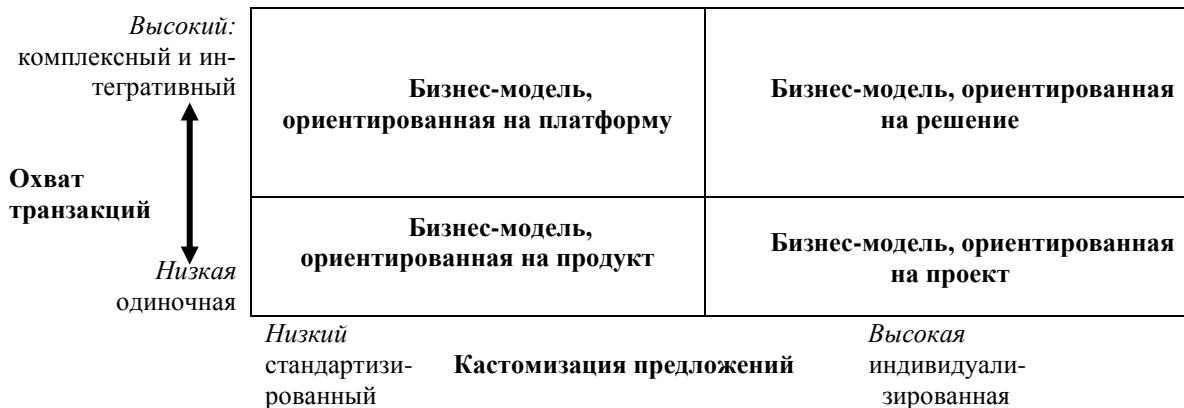 Высокий:
комплексный и ин-
тегративный
Бизнес-модель,
ориентированная на платформу
Бизнес-модель, ориентированная
на решение
Охват
транзакций
Бизнес-модель,
ориентированная на продукт
Бизнес-модель, ориентированная
на проект
Низкая
одиночная
Низкий
стандартизи-
рованный
Кастомизация предложений
Высокая
индивидуали-
зированная